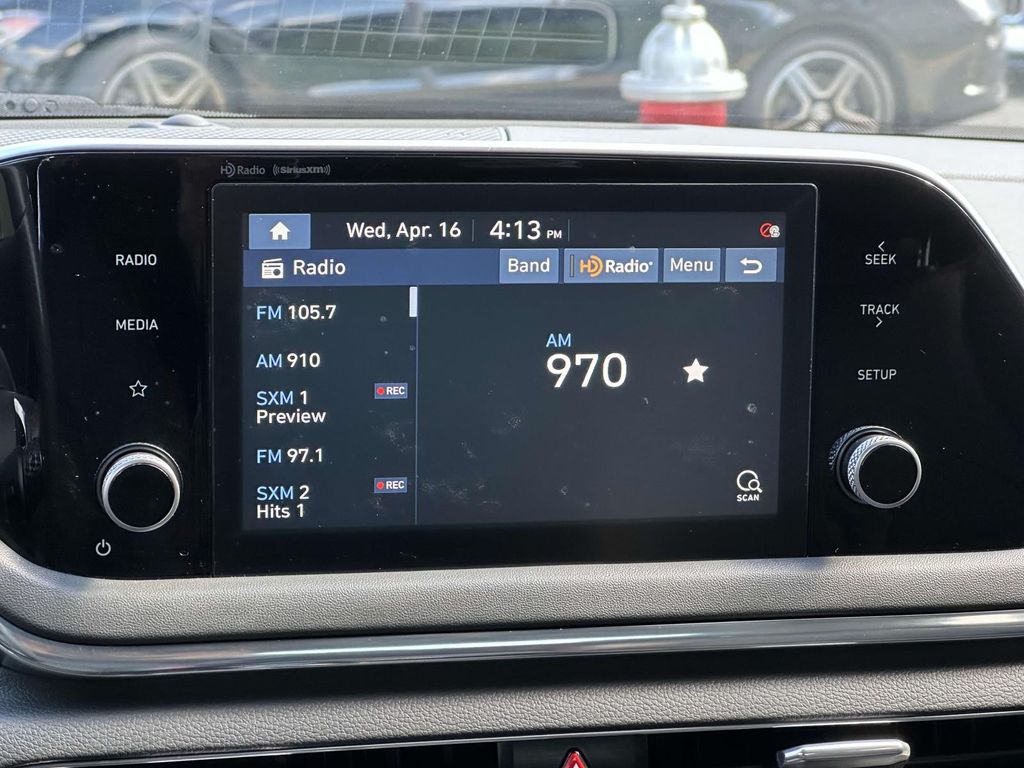 HD Radio ((SiriusXM))
Wed, Apr. 16 4:13 PM
Radio Band HD Radio Menu
RADIO
MEDIA
FM 105.7
AM 910
SXM 1 REC
Preview
FM 97.1
SXM 2 REC
Hits 1
AM
970
SCAN
SEEK
TRACK
SETUP